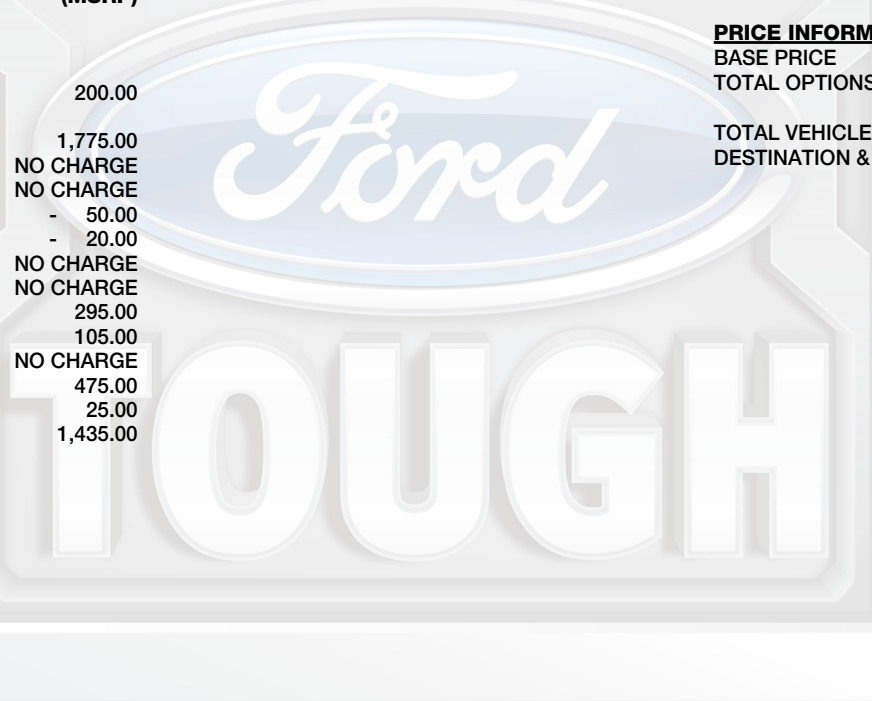 (MSRP)
200.00
1,775.00
NO CHARGE
NO CHARGE
- 50.00
- 20.00
NO CHARGE
NO CHARGE
295.00
105.00
NO CHARGE
475.00
25.00
1,435.00
PRICE INFORM
BASE PRICE
TOTAL OPTIONS
TOTAL VEHICLE
DESTINATION &
Ford
TOUGH